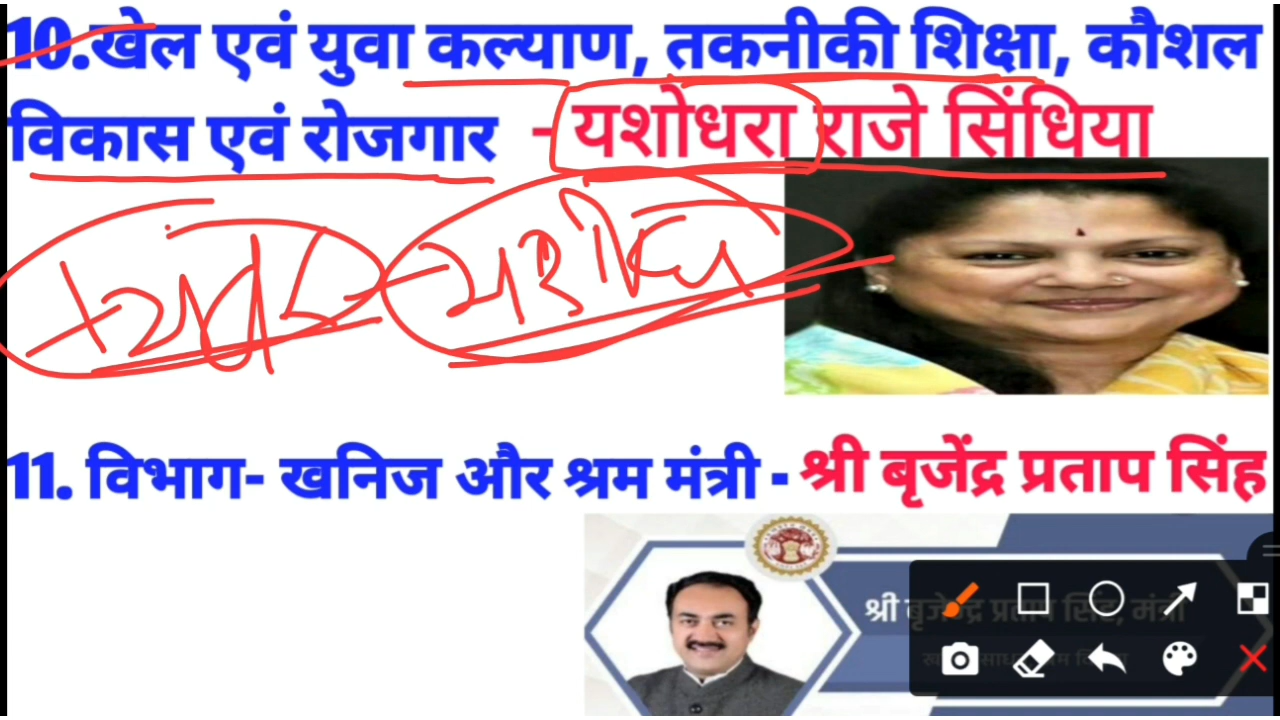 10.खेल एवं युवा कल्याण, तकनीकी शिक्षा, कौशल
विकास एवं रोजगार - यशोधरा राजे सिंधिया
11. विभाग- खनिज और श्रम मंत्री - श्री बृजेंद्र प्रताप सिंह
श्री बृजेन्द्र प्रताप सिंह, मंत्री